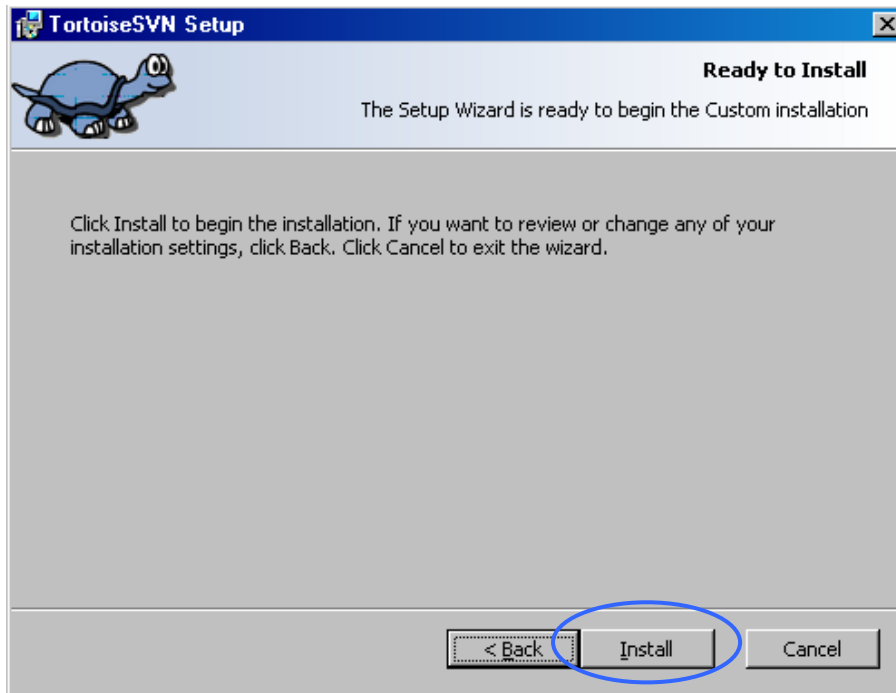 TortoiseSVN Setup
Ready to Install
The Setup Wizard is ready to begin the Custom installation
Click Install to begin the installation. If you want to review or change any of your
installation settings, click Back. Click Cancel to exit the wizard.
< Back Install Cancel